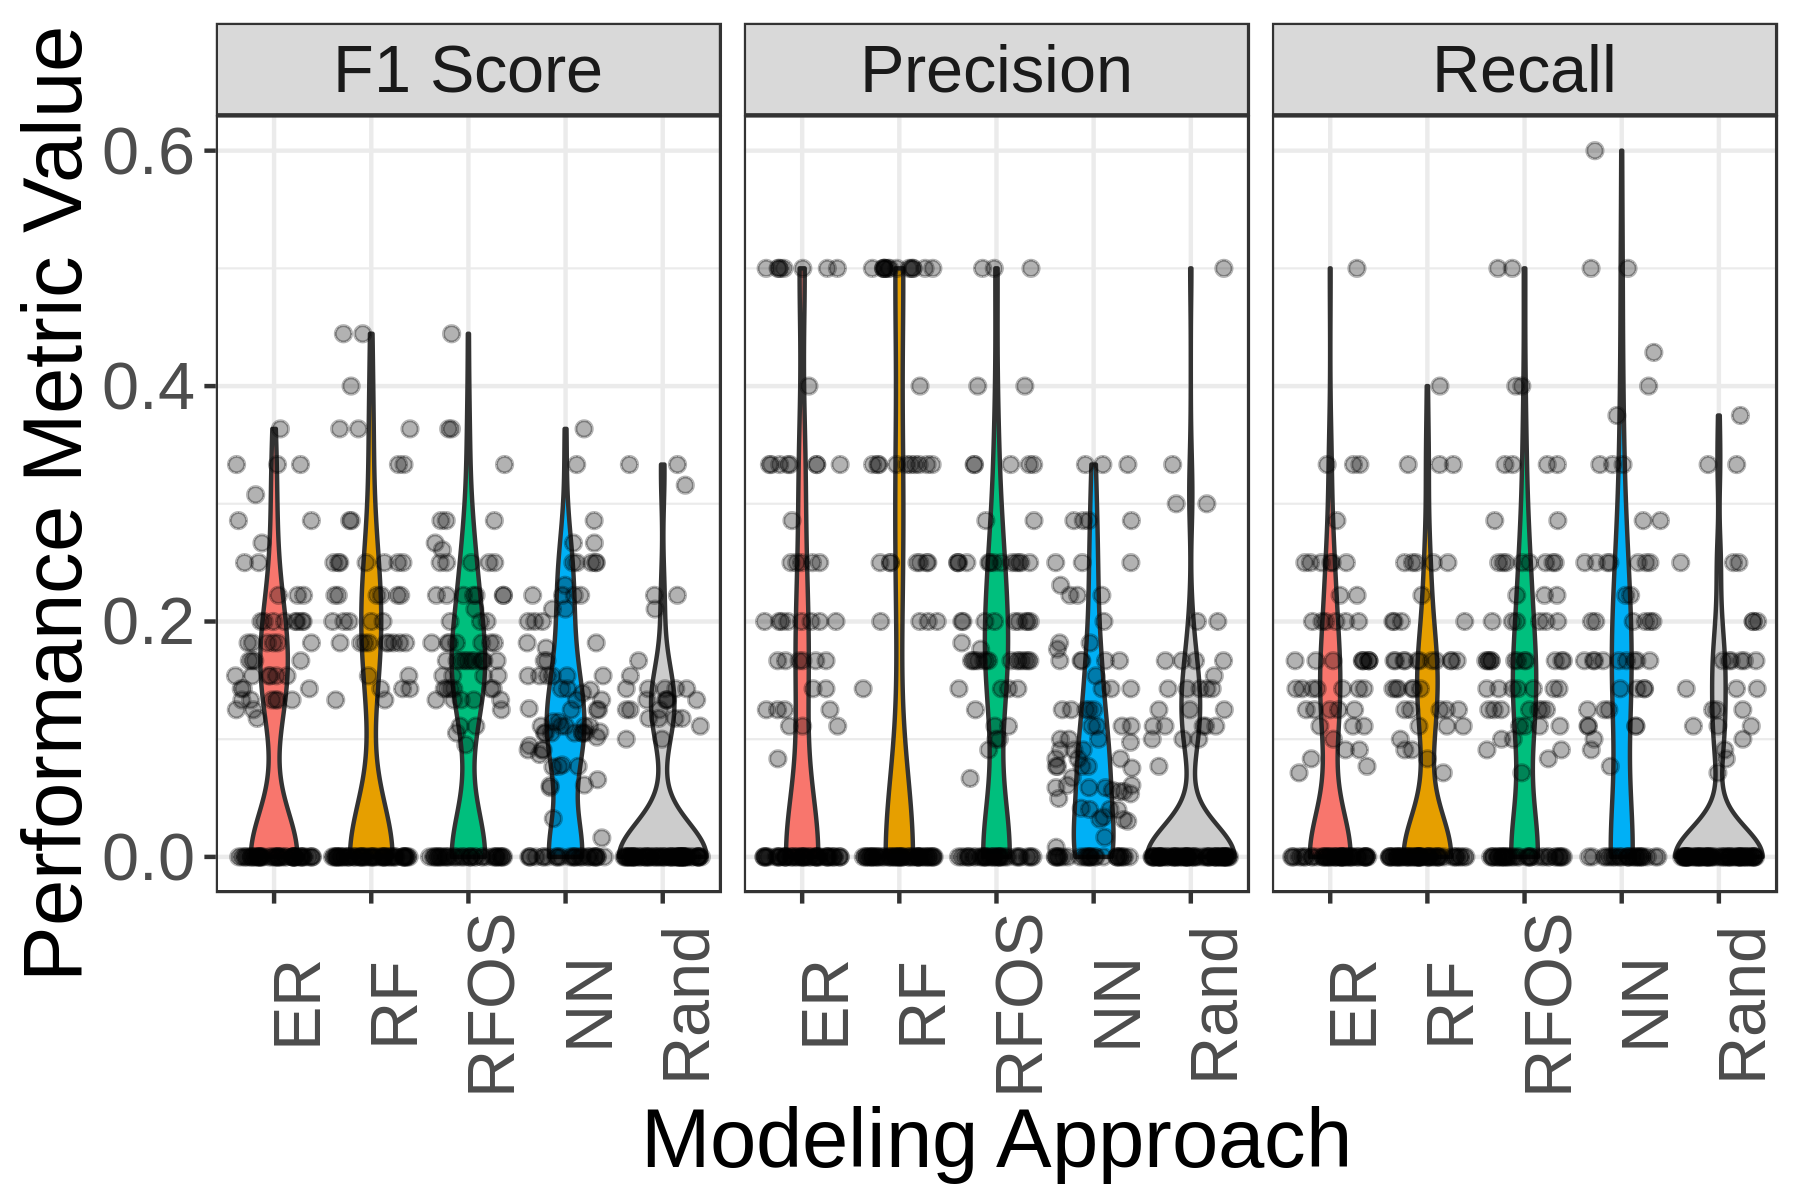 F1 Score Precision Recall
Performance Metric Value
0.6
0.4
0.2
0.0
ER RF RFOS NN Rand ER RF RFOS NN Rand ER RF RFOS NN Rand
Modeling Approach